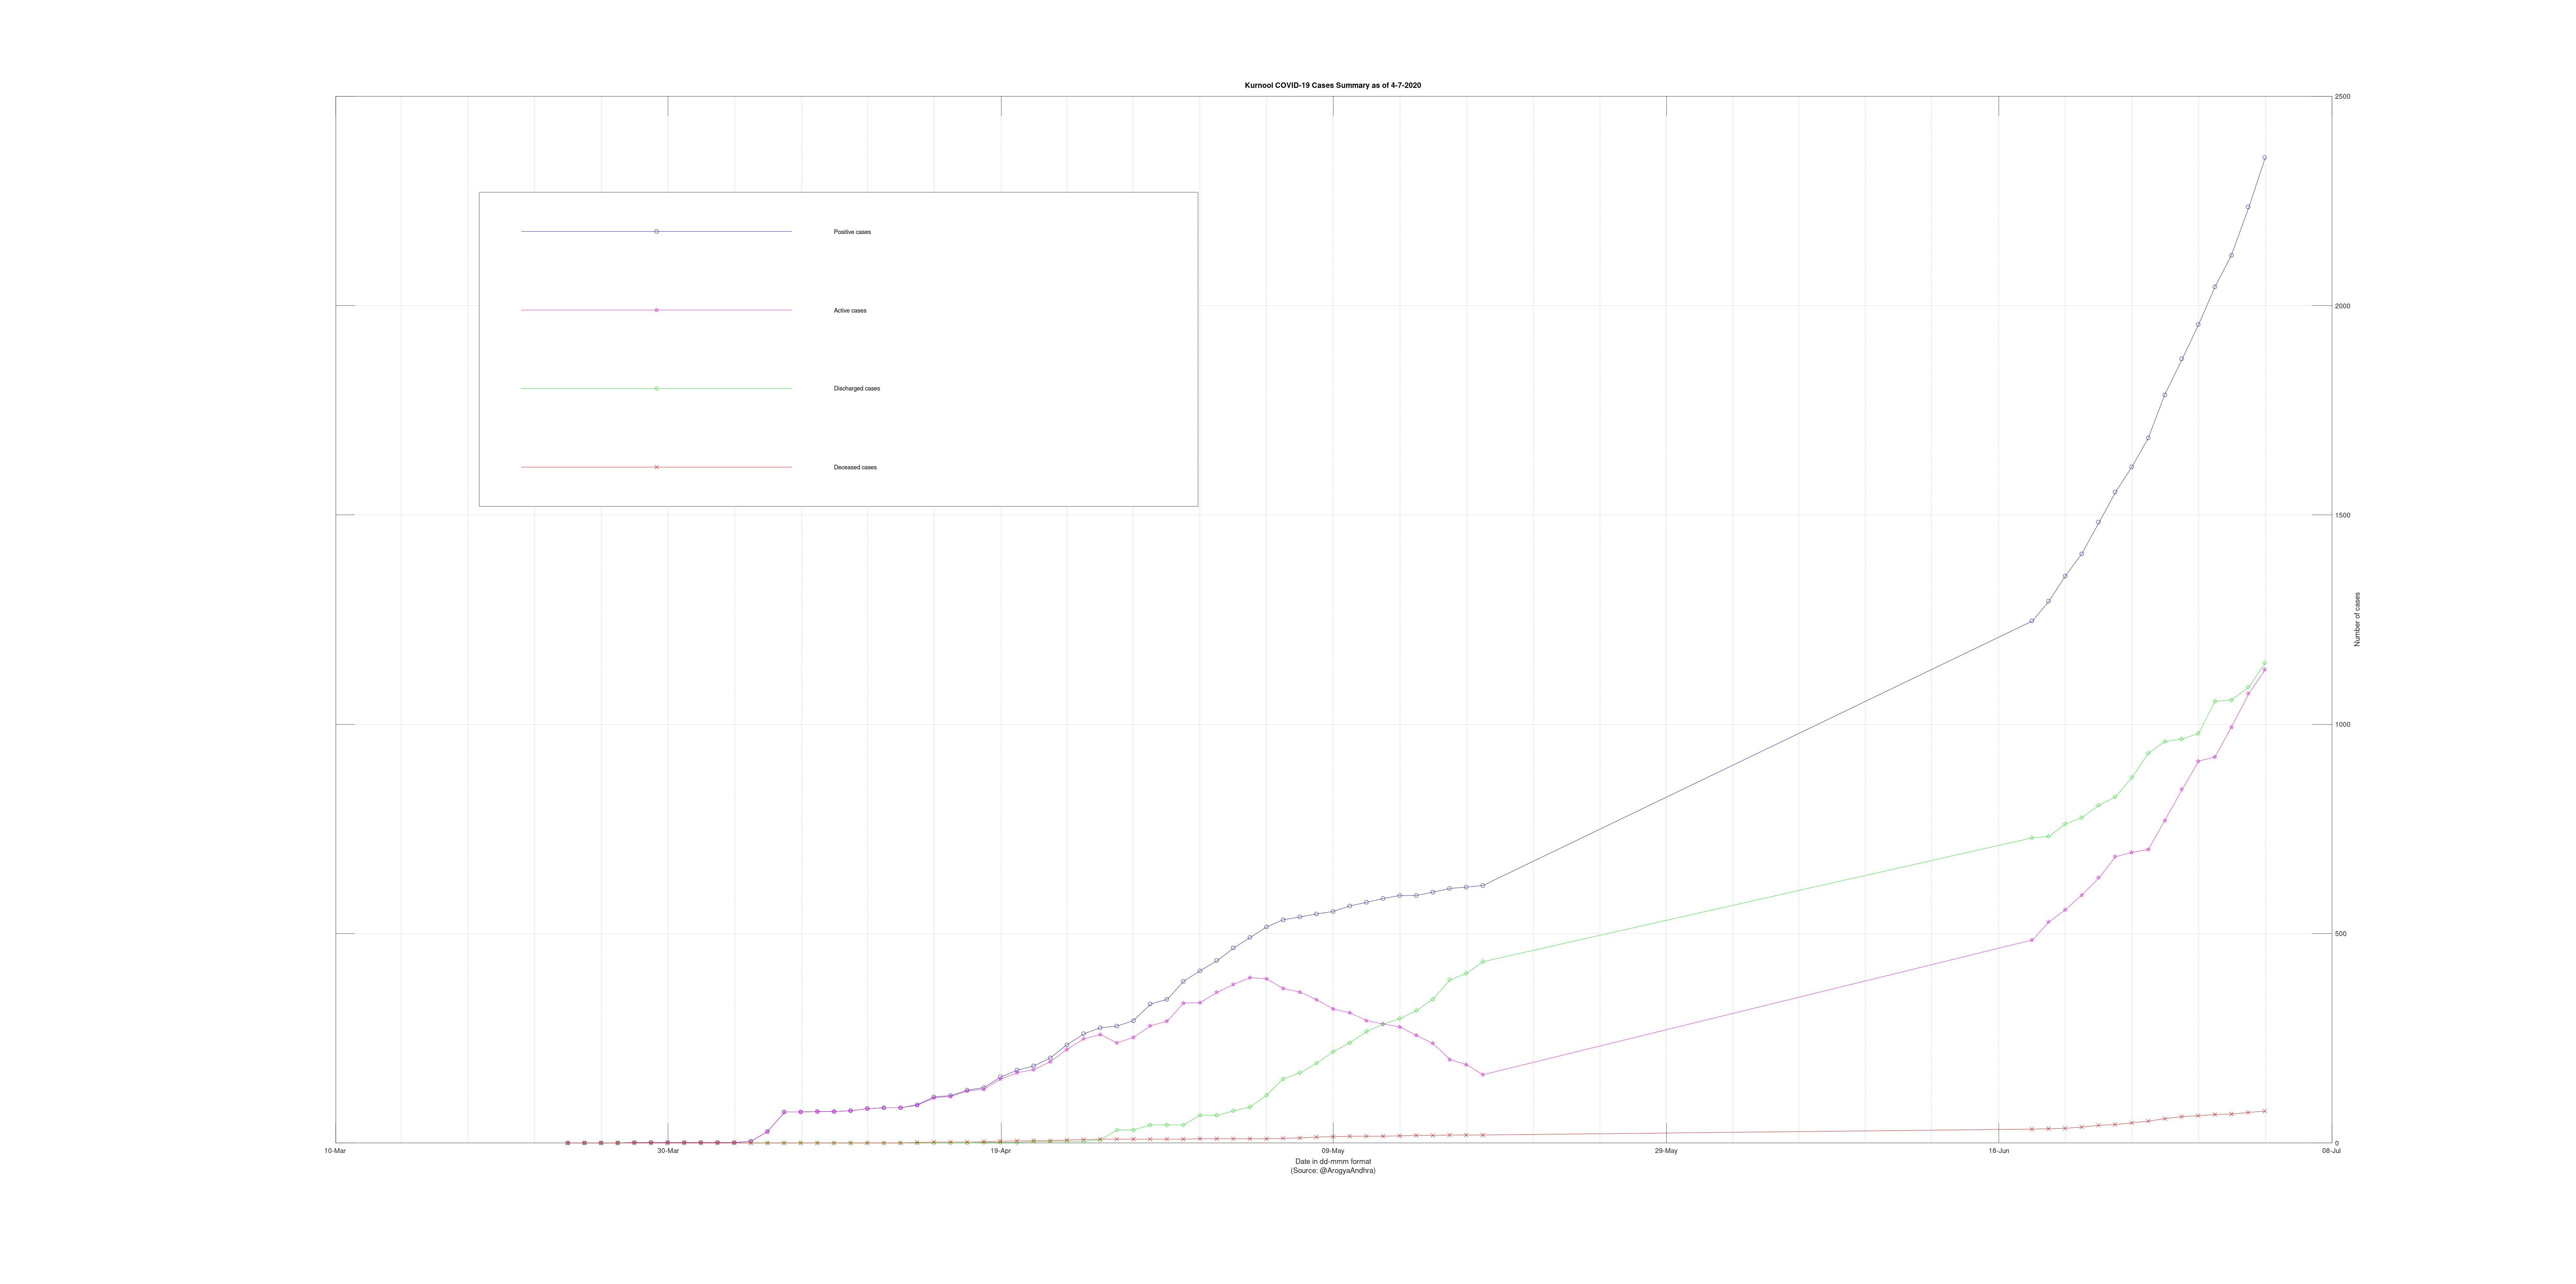 Kurnool COVID-19 Cases Summary as of 4-7-2020
Positive cases
Active cases
Discharged cases
Deceased cases
2500
2000
1500
1000
500
0
Number of cases
10-Mar
30-Mar
19-Apr
09-May
29-May
18-Jun
08-Jul
Date in dd-mmm format
(Source: @ArogyaAndhra)